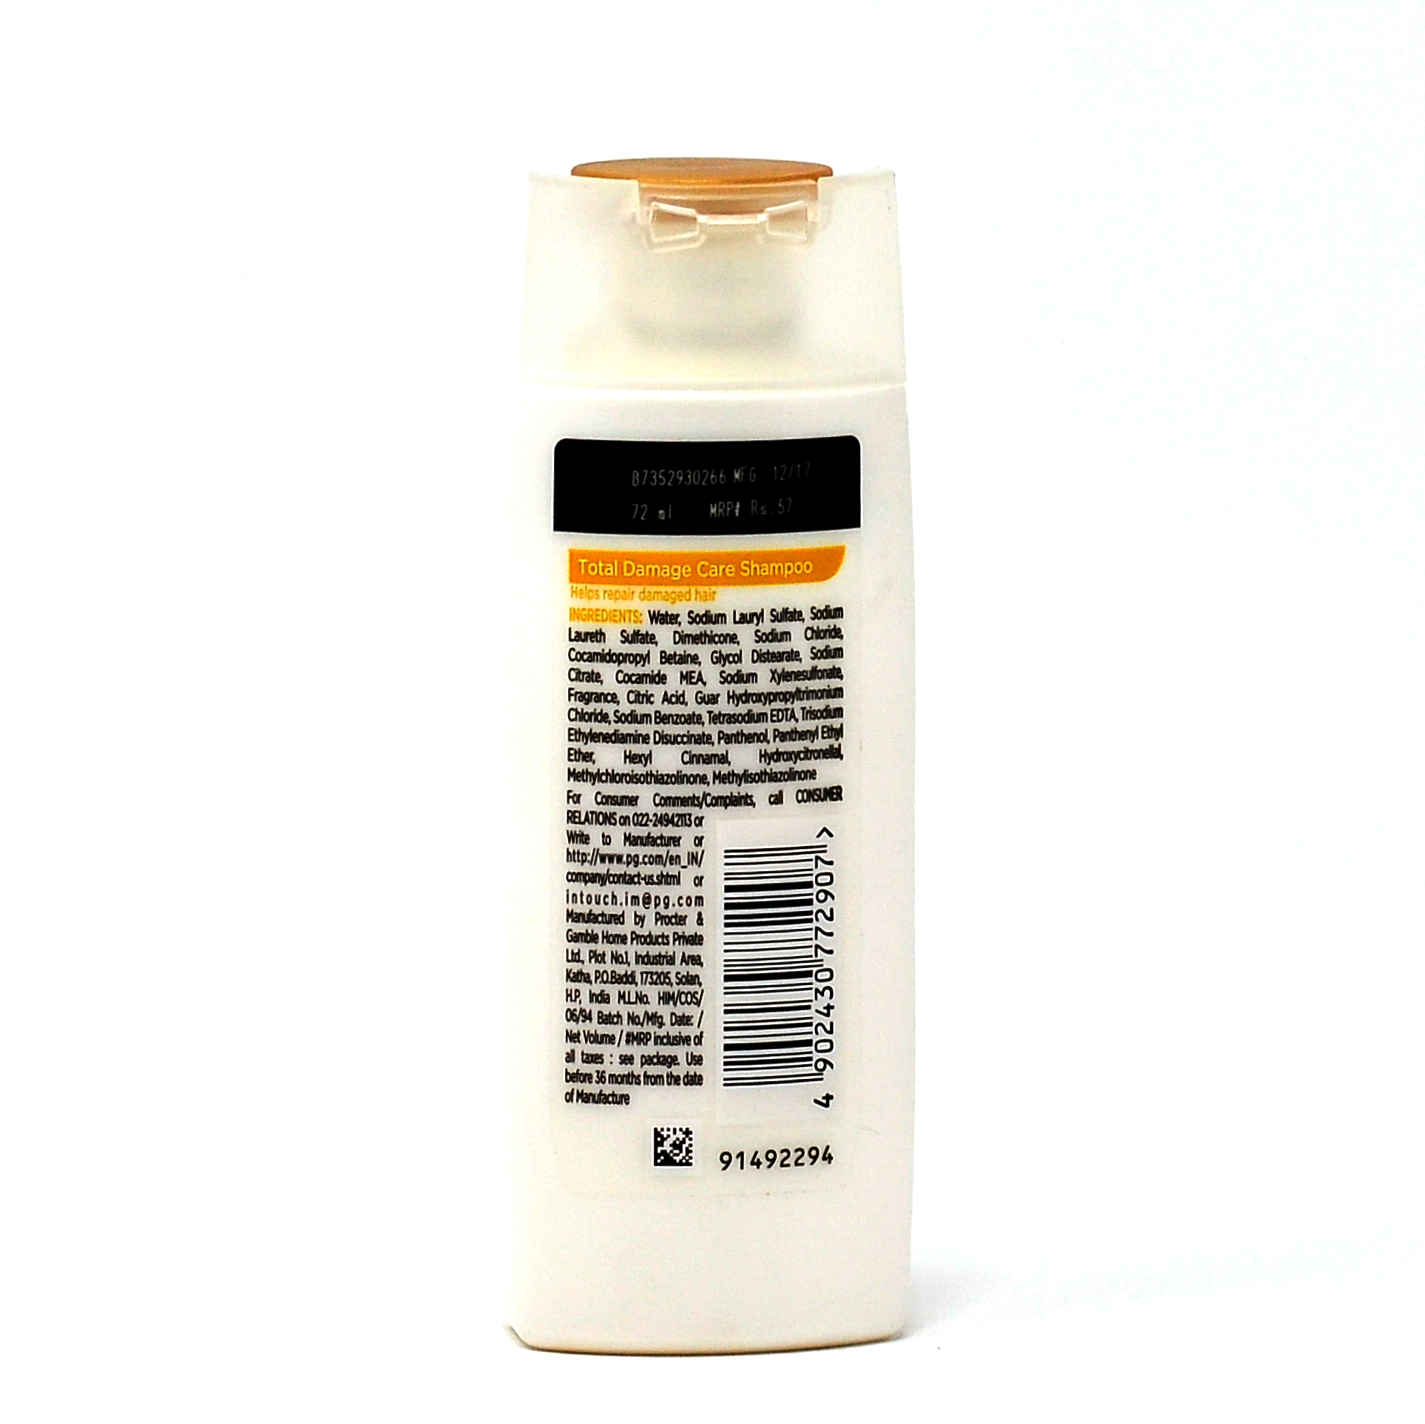 B7352930266 MFG 12/17
72 ml MRP# Rs.57
Total Damage Care Shampoo
Helps repair damaged hair
INGREDIENTS: Water, Sodium Lauryl Sulfate, Sodium
Laureth Sulfate, Dimethicone, Sodium Chloride,
Cocamidopropyl Betaine, Glycol Distearate, Sodium
Citrate, Cocamide MEA, Sodium Xylenesulfonate,
Fragrance, Citric Acid, Guar Hydroxypropyltrimonium
Chloride, Sodium Benzoate, Tetrasodium EDTA, Trisodium
Ethylenediamine Disuccinate, Panthenol, Panthenyl Ethyl
Ether, Hexyl Cinnamal, Hydroxycitronellal,
Methylchloroisothiazolinone, Methylisothiazolinone
For Consumer Comments/Complaints, call CONSUMER
RELATIONS on 022-24942113 or
Write to Manufacturer or
http://www.pg.com/en_IN/
company/contact-us.shtml or
intouch.im@pg.com
Manufactured by Procter &
Gamble Home Products Private
Ltd., Plot No.1, Industrial Area,
Katha, P.O.Baddi, 173205, Solan,
H.P, India M.L.No. HIM/COS/
06/94 Batch No./Mfg. Date: /
Net Volume / #MRP inclusive of
all taxes : see package. Use
before 36 months from the date
of Manufacture
4 902430 772907 >
91492294